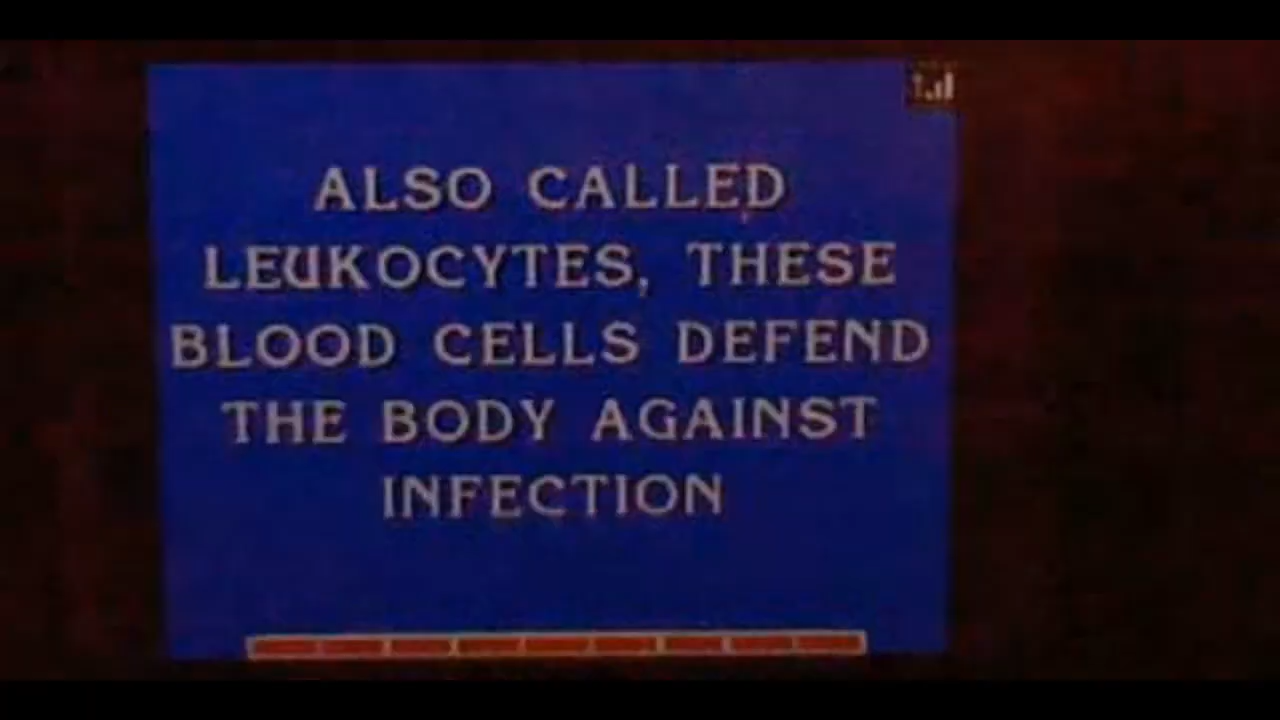 ALSO CALLED
LEUKOCYTES, THESE
BLOOD CELLS DEFEND
THE BODY AGAINST
INFECTION